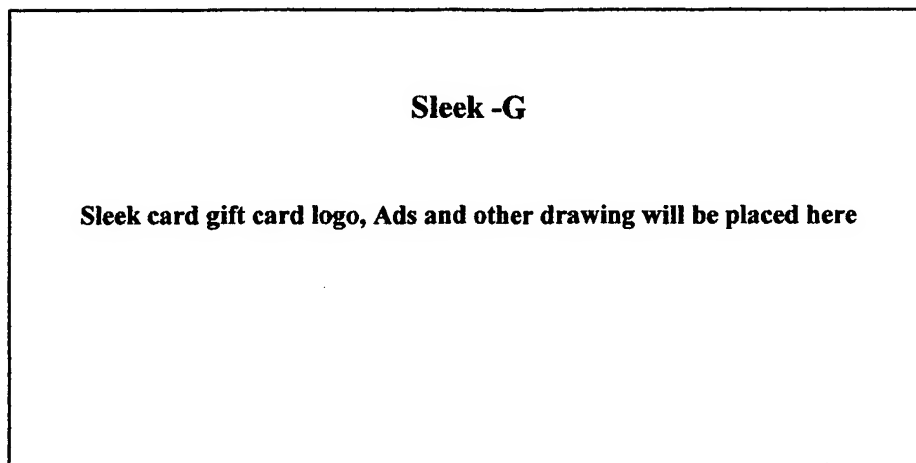 Sleek -G
Sleek card gift card logo, Ads and other drawing will be placed here